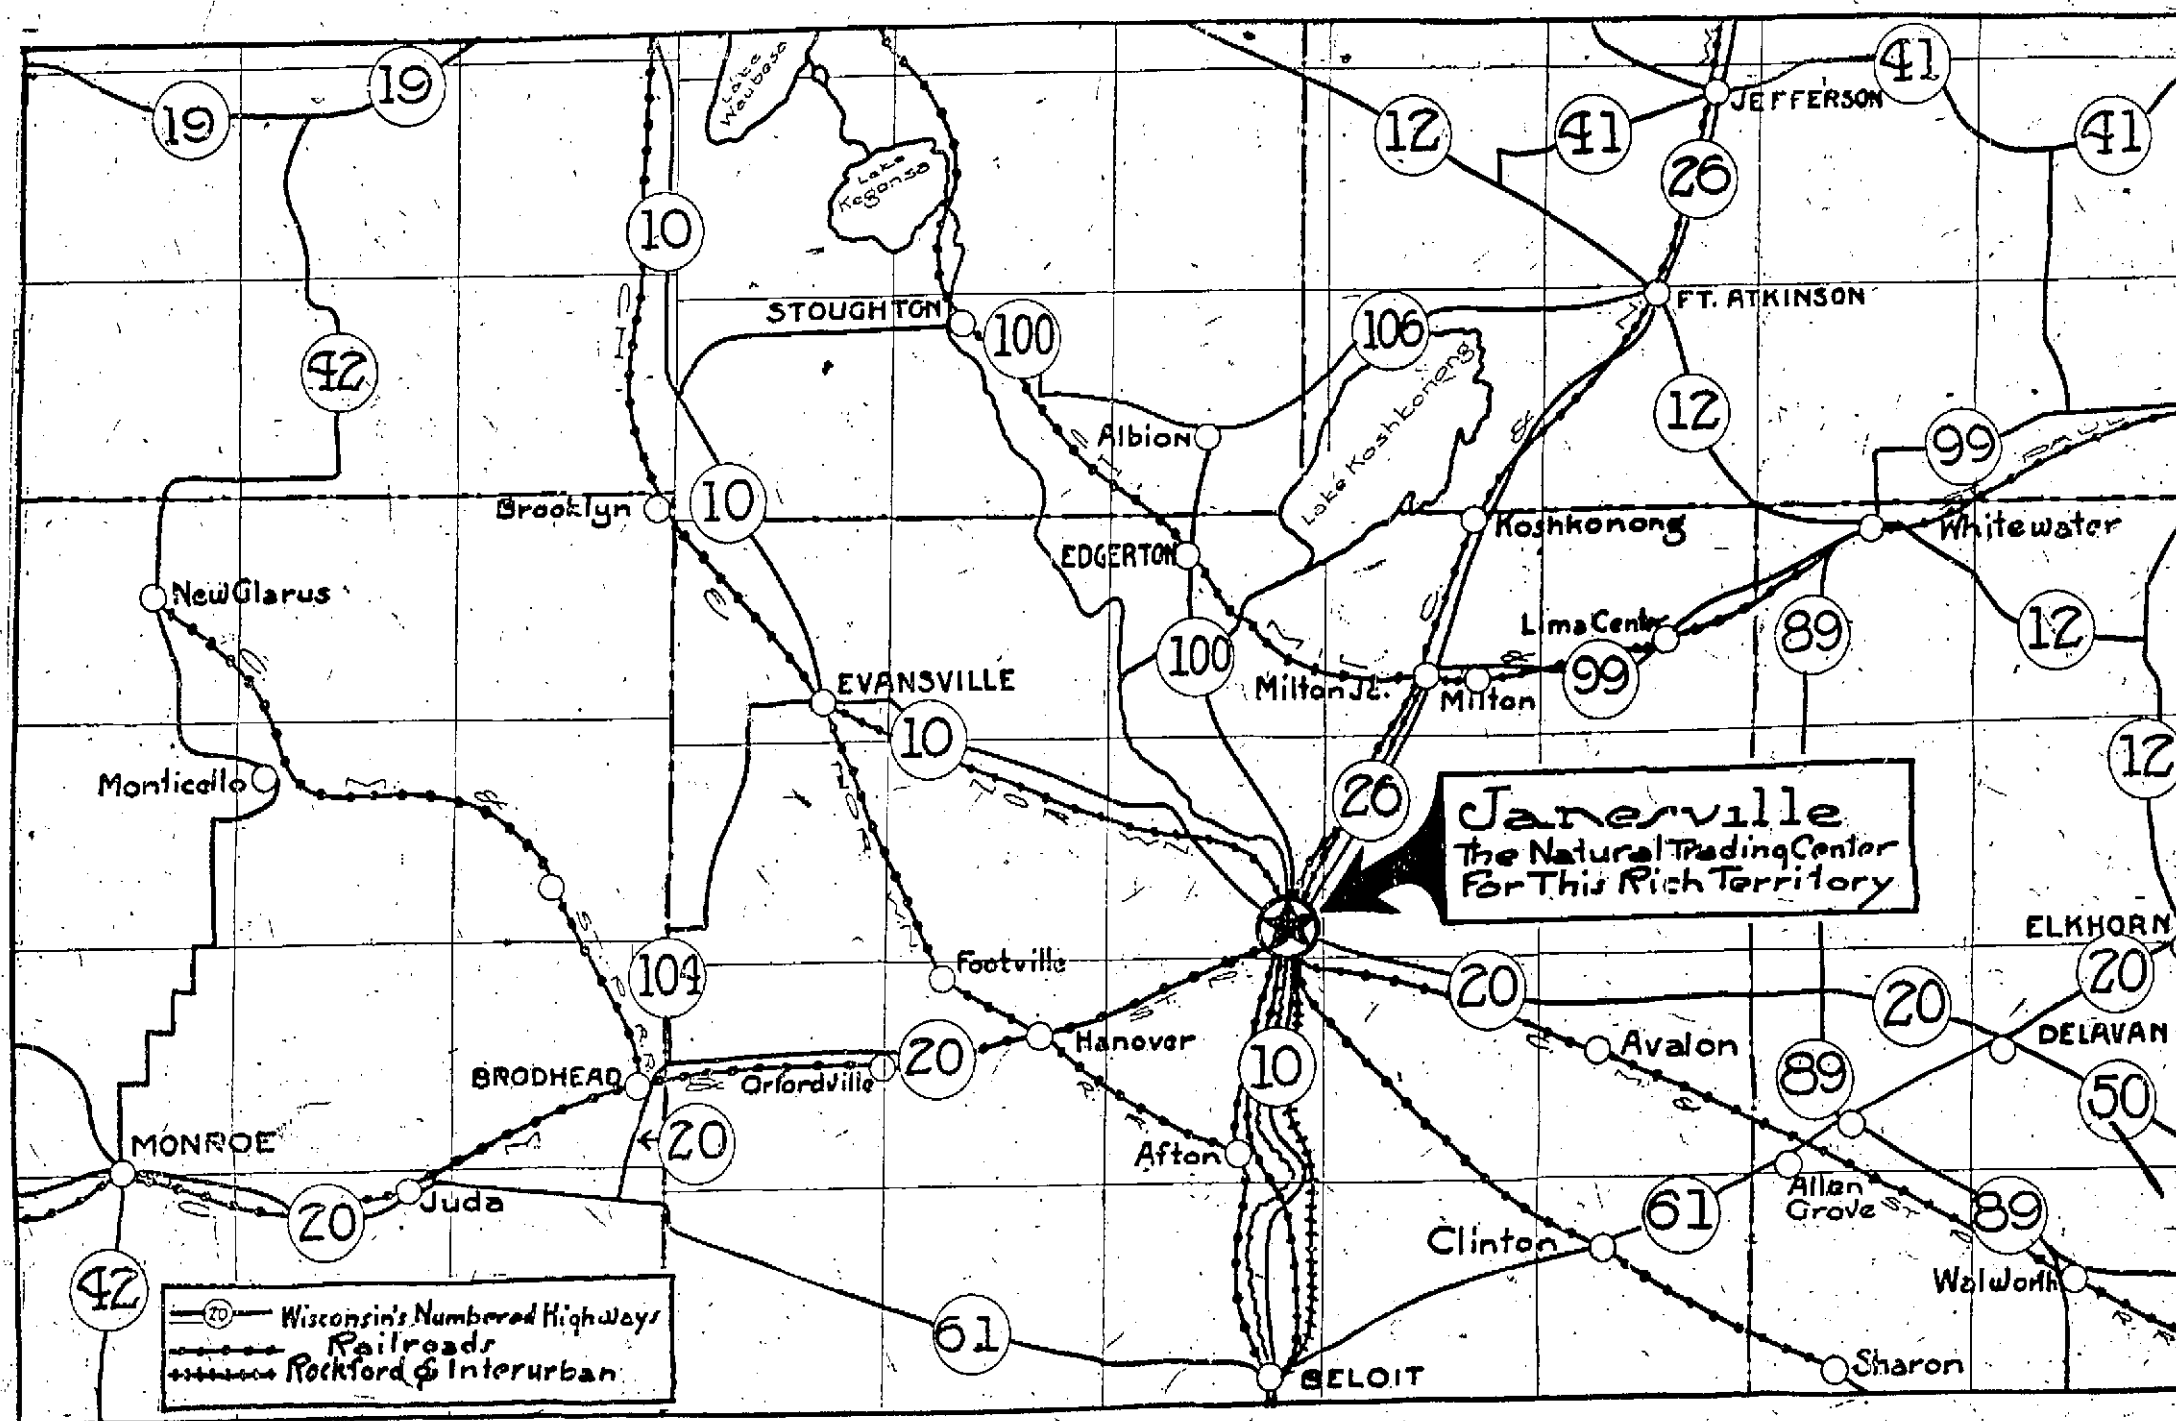 19
19
10
Lake
Waubesa
Lake
Kegonsa
12
41
41
41
JEFFERSON
26
STOUGHTON
100
106
FT. ATKINSON
42
12
Albion
Lake Koshkonong
99
Brooklyn
10
EDGERTON
Koshkonong
Whitewater
New Glarus
Lima Center
89
12
100
EVANSVILLE
Milton Jc.
Milton
99
10
12
Monticello
26
Janesville
The Natural Trading Center
For This Rich Territory
ELKHORN
104
Footville
20
20
20
DELAVAN
Hanover
Avalon
BRODHEAD
Orfordville
20
10
89
50
MONROE
←20
Afton
Allen
Grove
Juda
20
61
89
Clinton
42
Walworth
61
BELOIT
Sharon
20 Wisconsin's Numbered Highways
Railroads
Rockford & Interurban